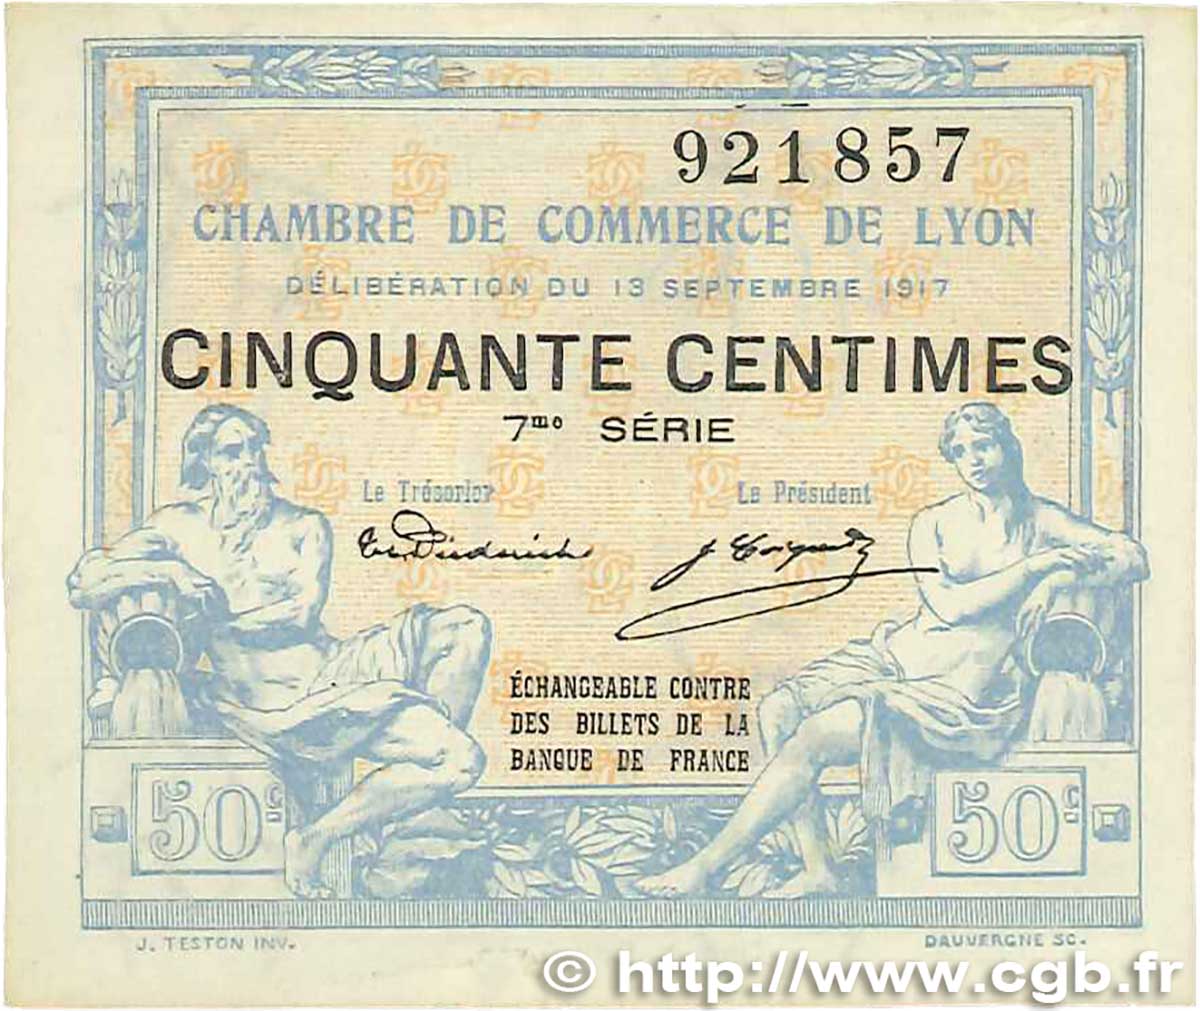 921857
CHAMBRE DE COMMERCE DE LYON
DÉLIBÉRATION DU 13 SEPTEMBRE 1917
CINQUANTE CENTIMES
7me SÉRIE
Le Trésorier Le Président
ÉCHANGEABLE CONTRE
DES BILLETS DE LA
BANQUE DE FRANCE
50c 50c
J. TESTON INV. DAUVERGNE SC.
© http://www.cgb.fr